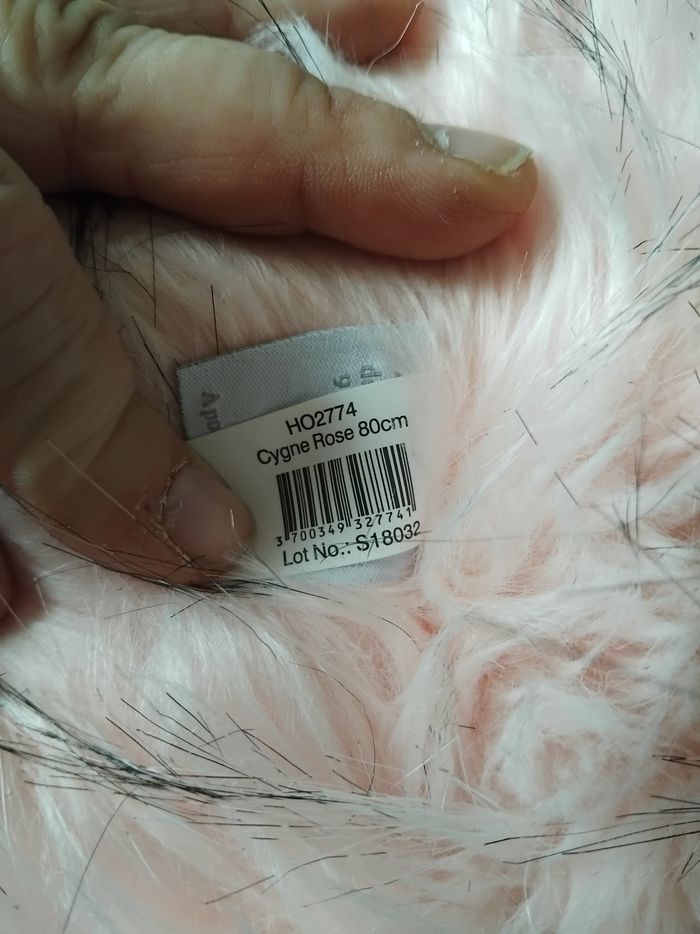 HO2774
Cygne Rose 80cm
3 700349 327741
Lot No.: S18032